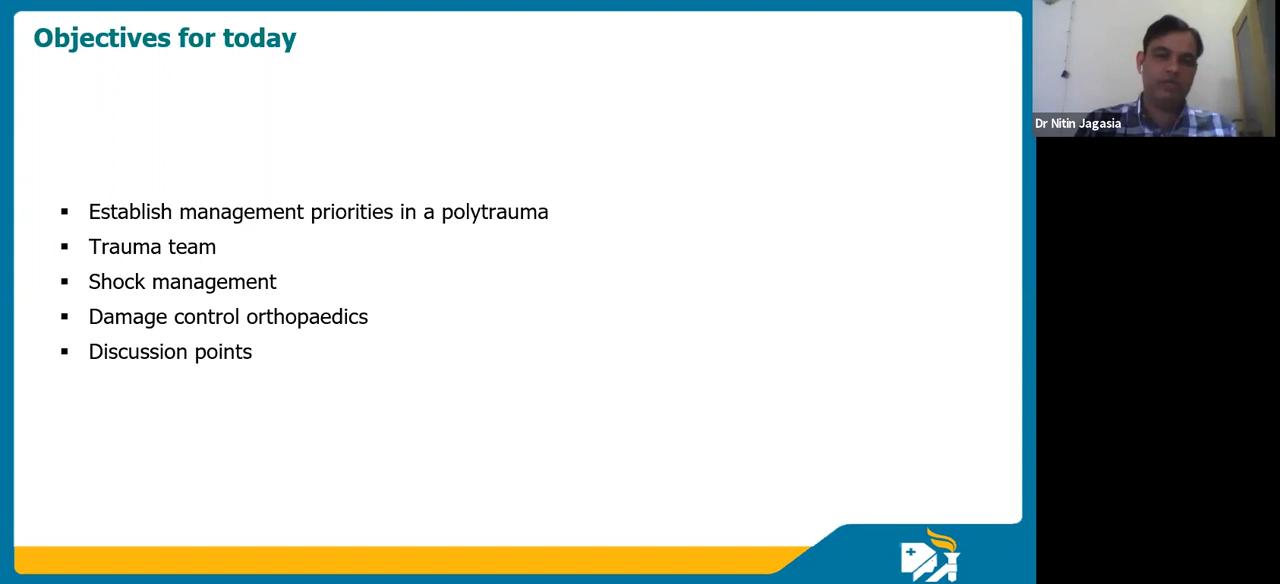 Objectives for today
▪ Establish management priorities in a polytrauma
▪ Trauma team
▪ Shock management
▪ Damage control orthopaedics
▪ Discussion points
Dr Nitin Jagasia